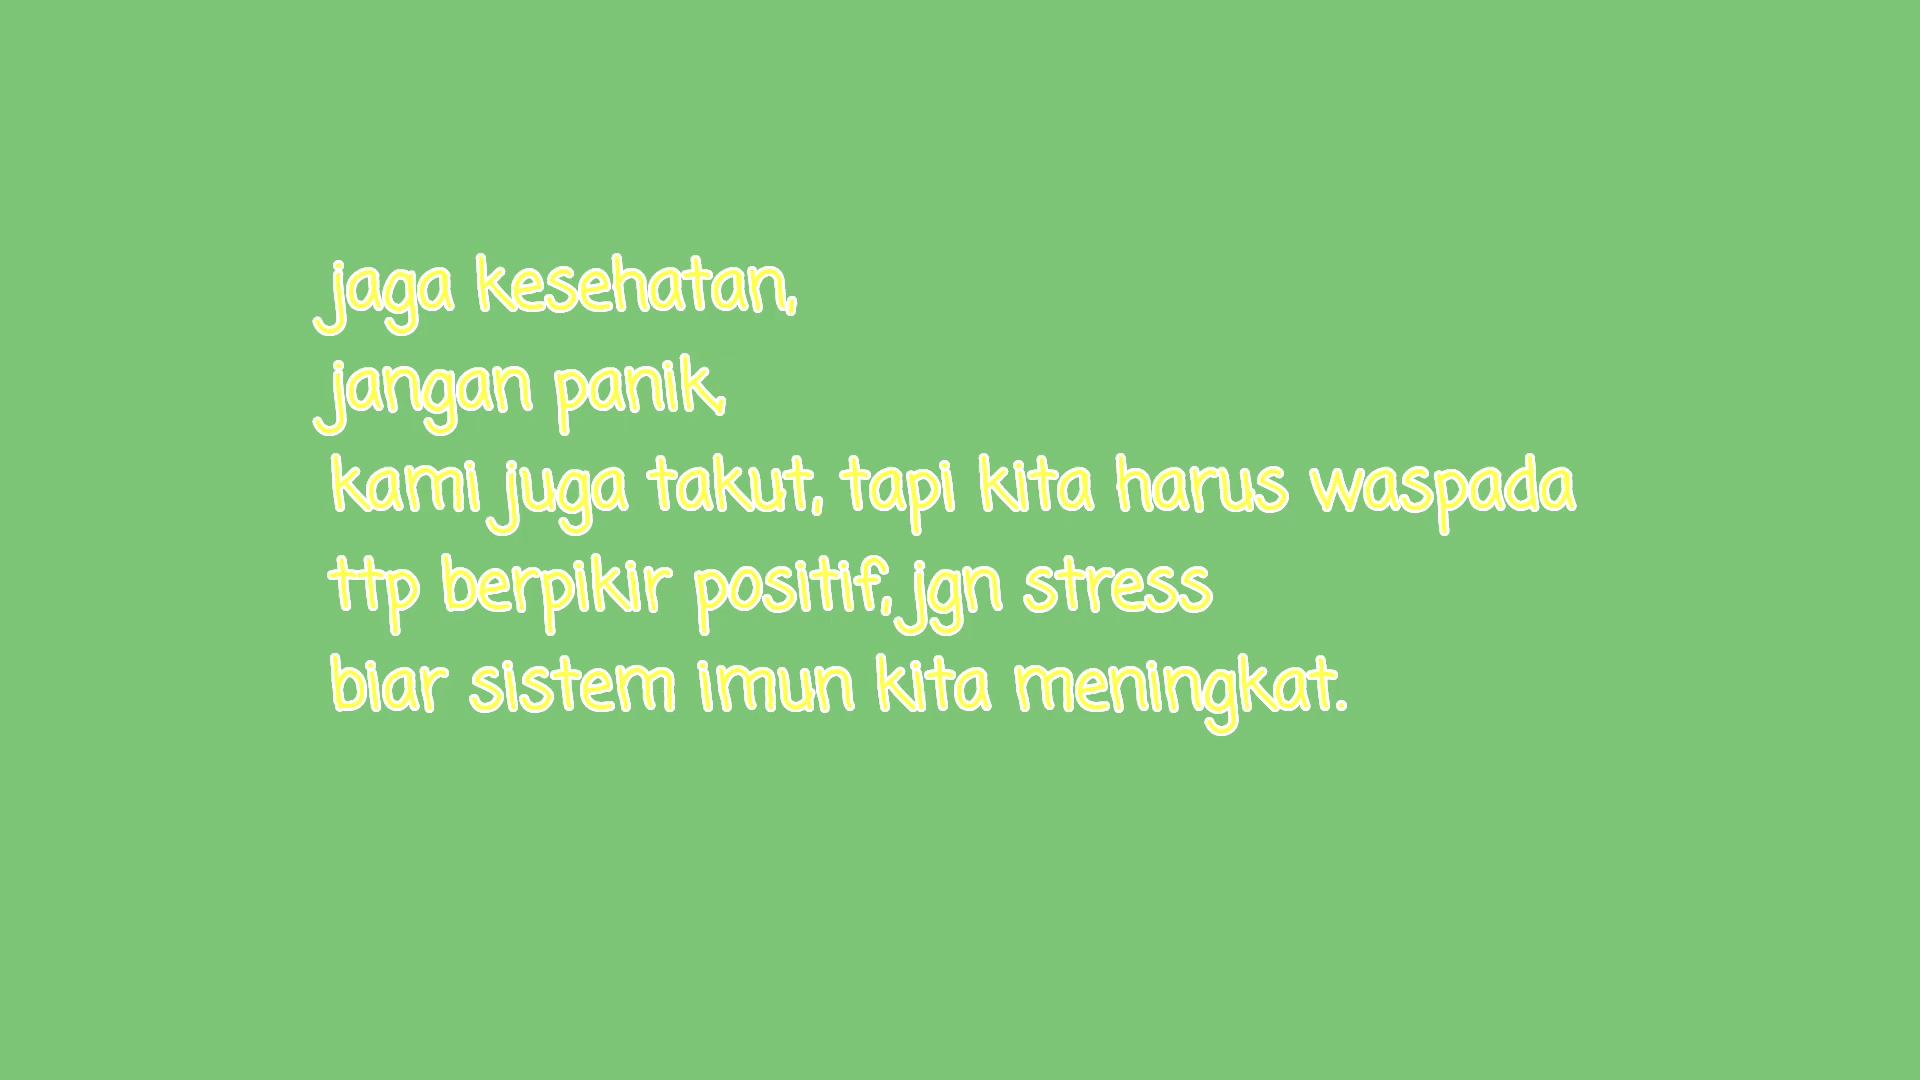 jaga kesehatan,
jangan panik,
kami juga takut, tapi kita harus waspada
ttp berpikir positif, jgn stress
biar sistem imun kita meningkat.